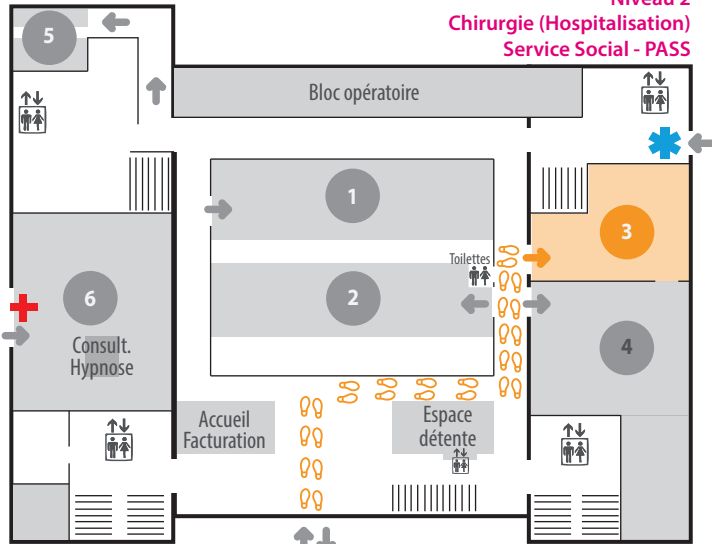 Niveau 2
Chirurgie (Hospitalisation)
Service Social - PASS
5
Bloc opératoire
1
3
Toilettes
2
6
4
Consult.
Hypnose
Accueil
Facturation
Espace
détente